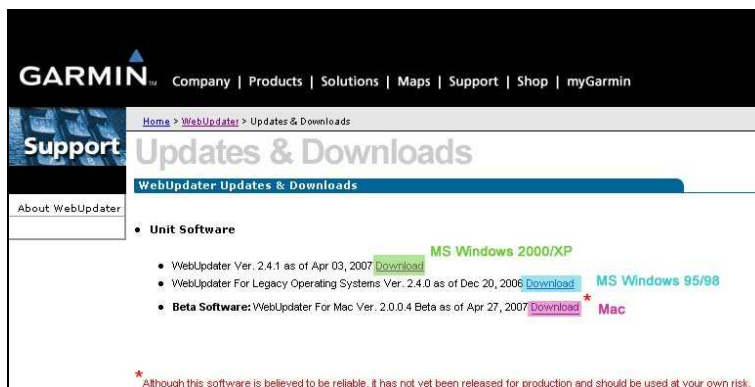 GARMIN™ Company | Products | Solutions | Maps | Support | Shop | myGarmin
Home > WebUpdater > Updates & Downloads
Support
Updates & Downloads
WebUpdater Updates & Downloads
About WebUpdater
• Unit Software
MS Windows 2000/XP
• WebUpdater Ver. 2.4.1 as of Apr 03, 2007 Download
• WebUpdater For Legacy Operating Systems Ver. 2.4.0 as of Dec 20, 2006 Download MS Windows 95/98
• Beta Software: WebUpdater For Mac Ver. 2.0.0.4 Beta as of Apr 27, 2007 Download * Mac
* Although this software is believed to be reliable, it has not yet been released for production and should be used at your own risk.